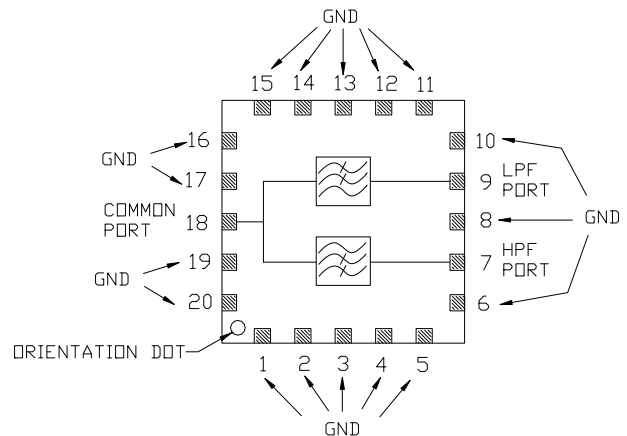 GND
15 14 13 12 11
16
10
GND
17
9
LPF
PORT
COMMON
PORT
18
8
GND
19
7
HPF
PORT
GND
20
6
ORIENTATION DOT
1 2 3 4 5
GND